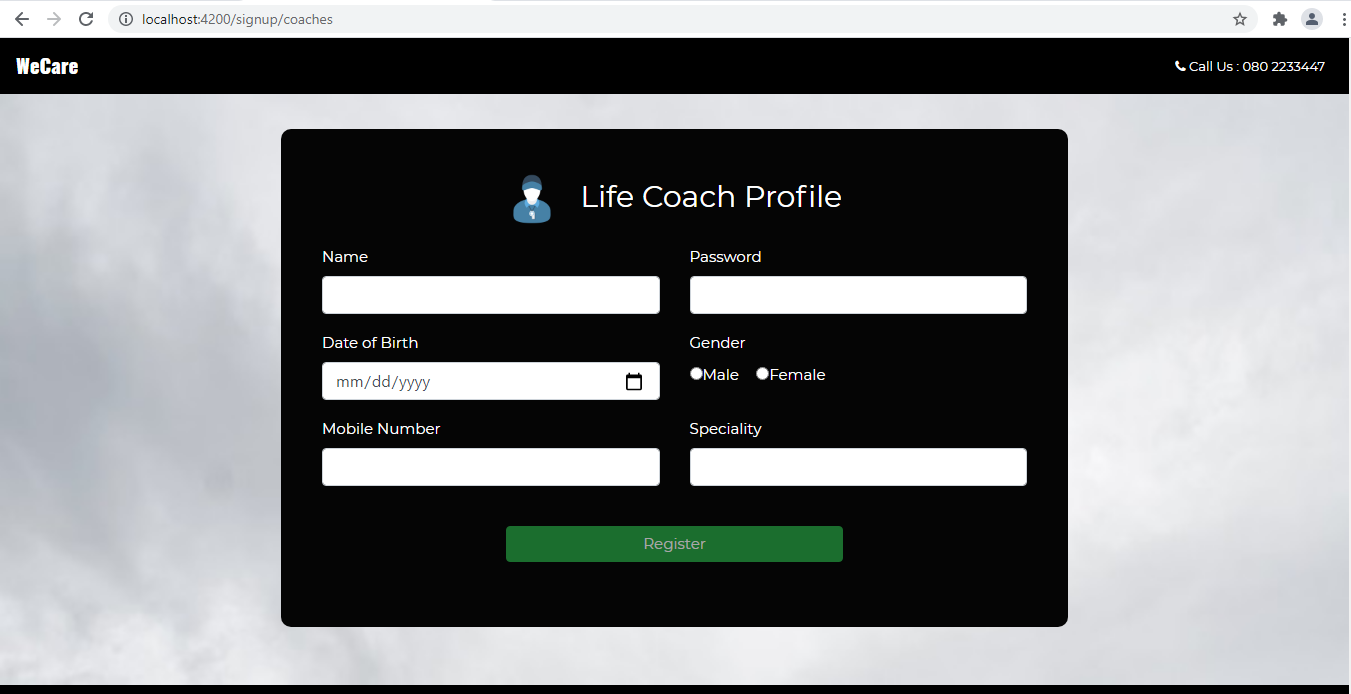 localhost:4200/signup/coaches
WeCare
Call Us : 080 2233447
Life Coach Profile
Name
Password
Date of Birth
Gender
mm/dd/yyyy
Male
Female
Mobile Number
Speciality
Register